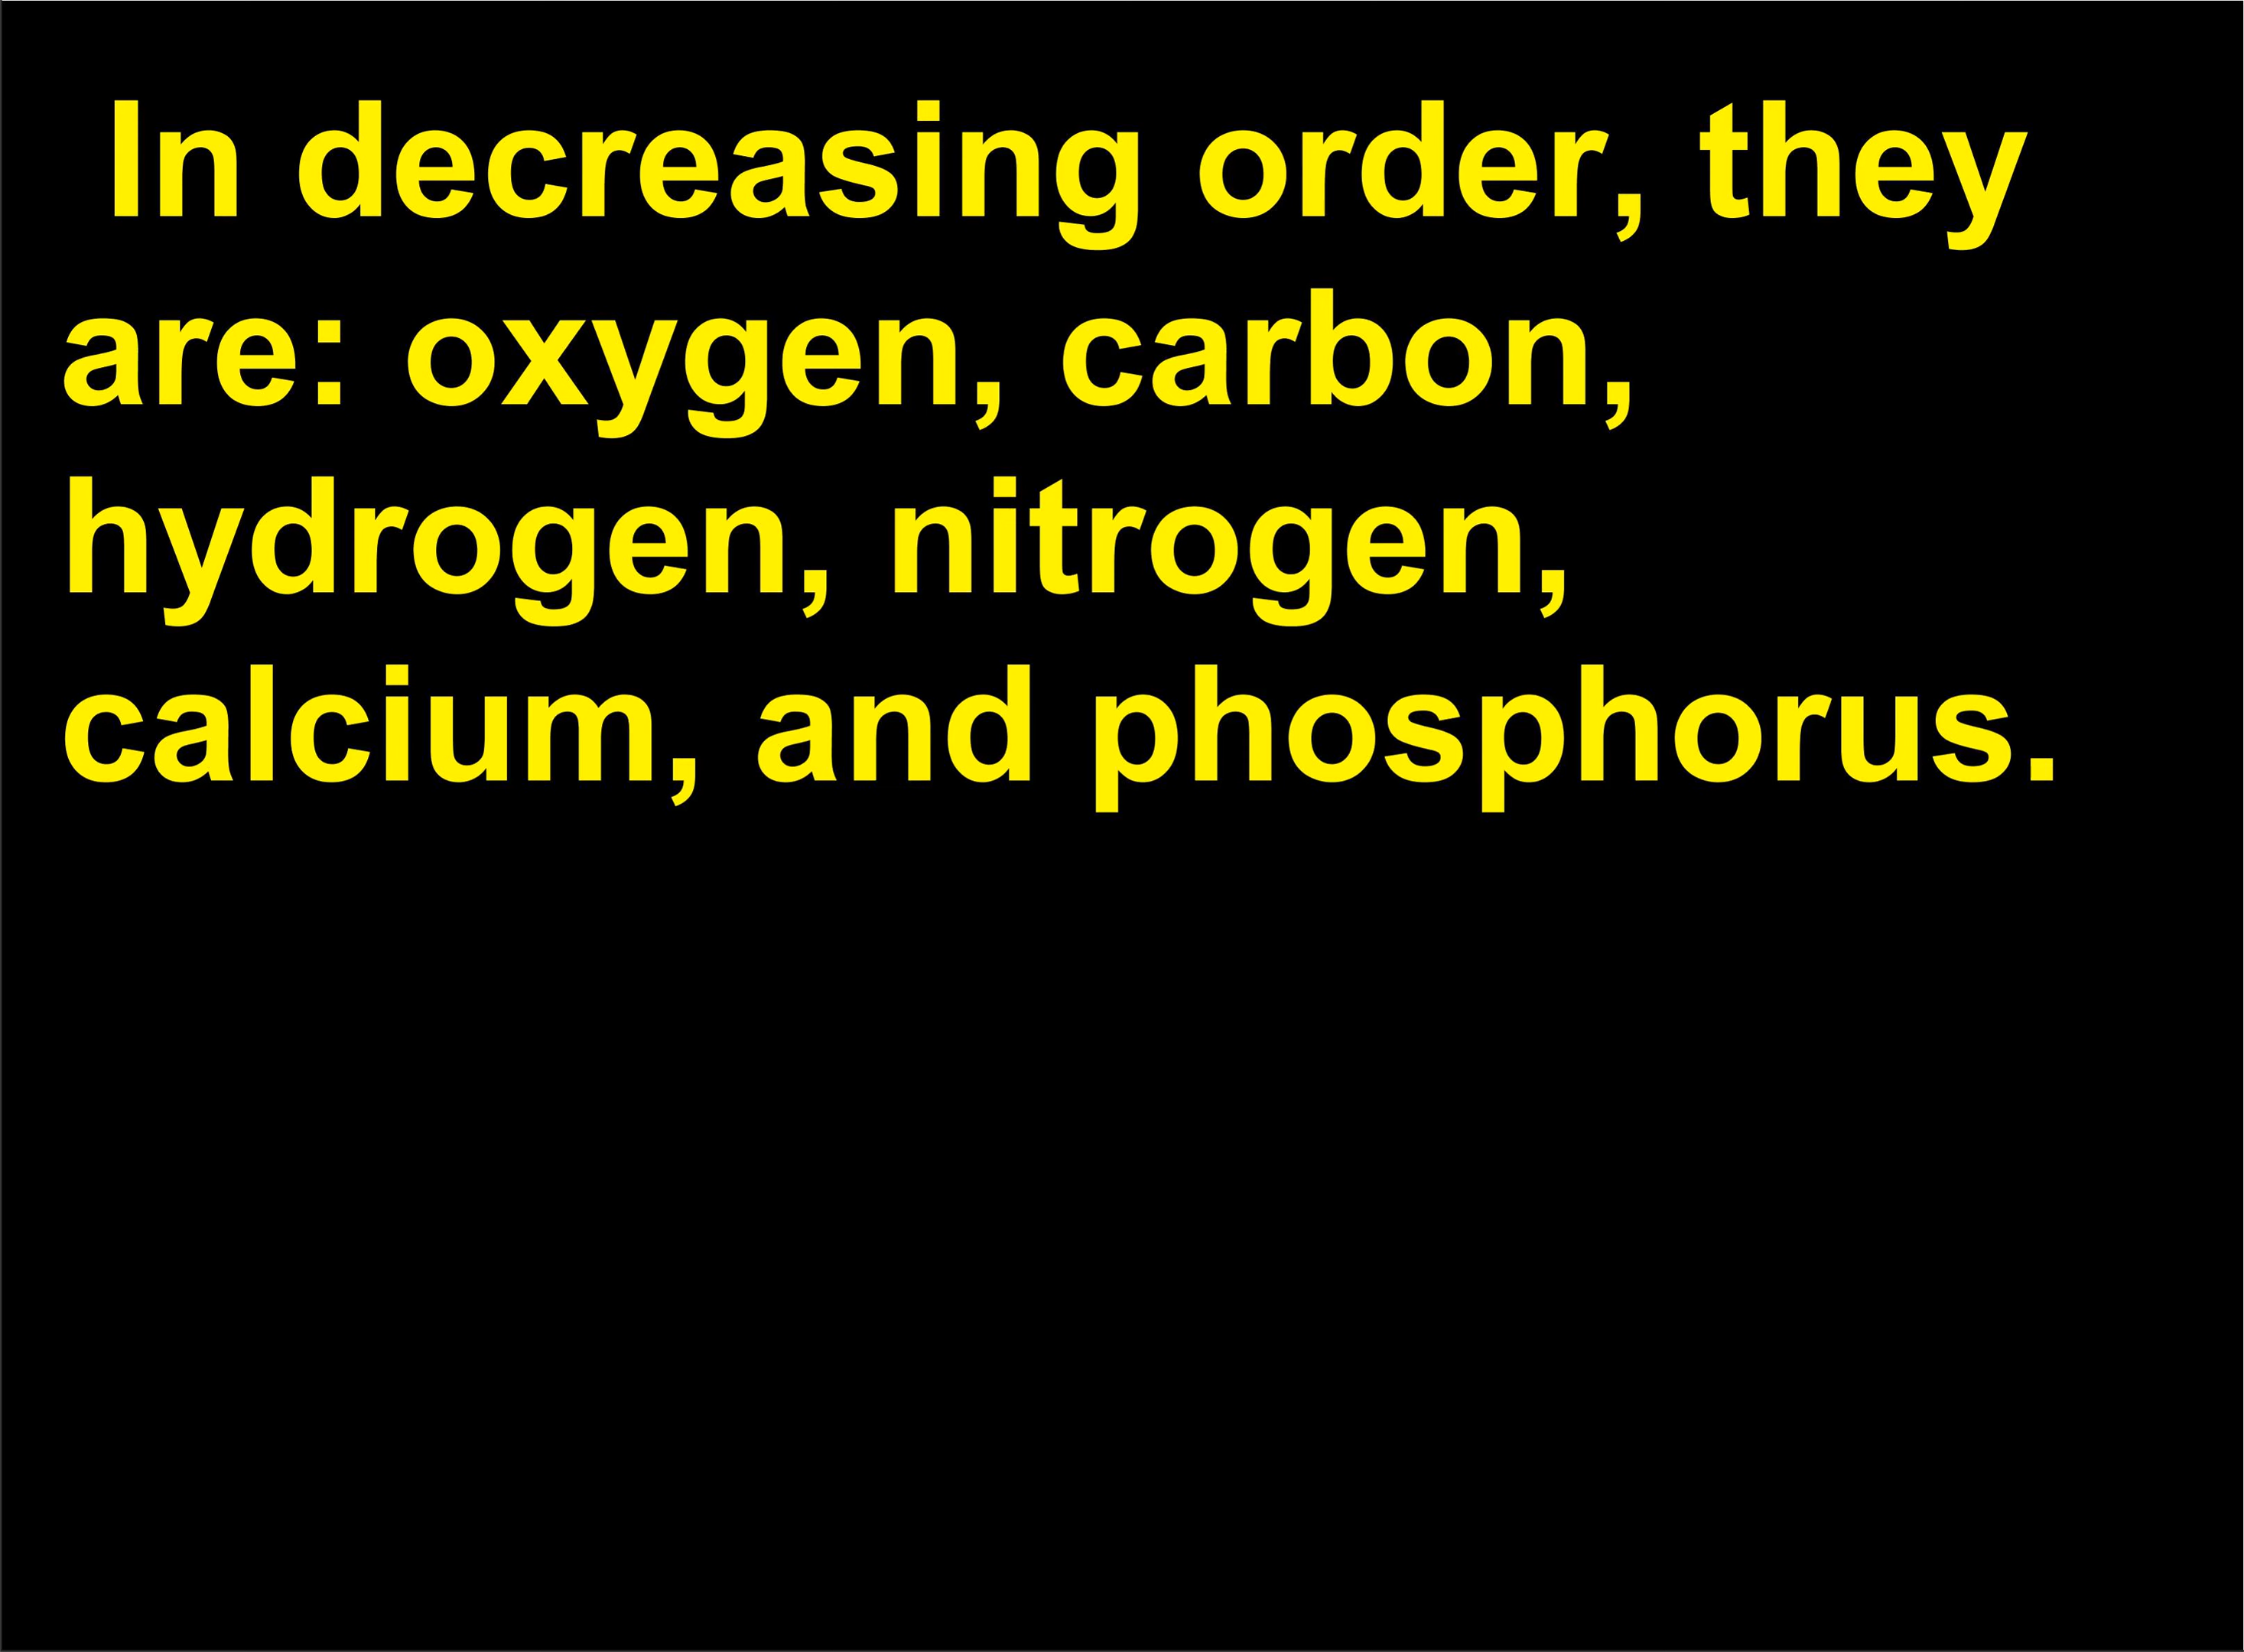 In decreasing order, they
are: oxygen, carbon,
hydrogen, nitrogen,
calcium, and phosphorus.